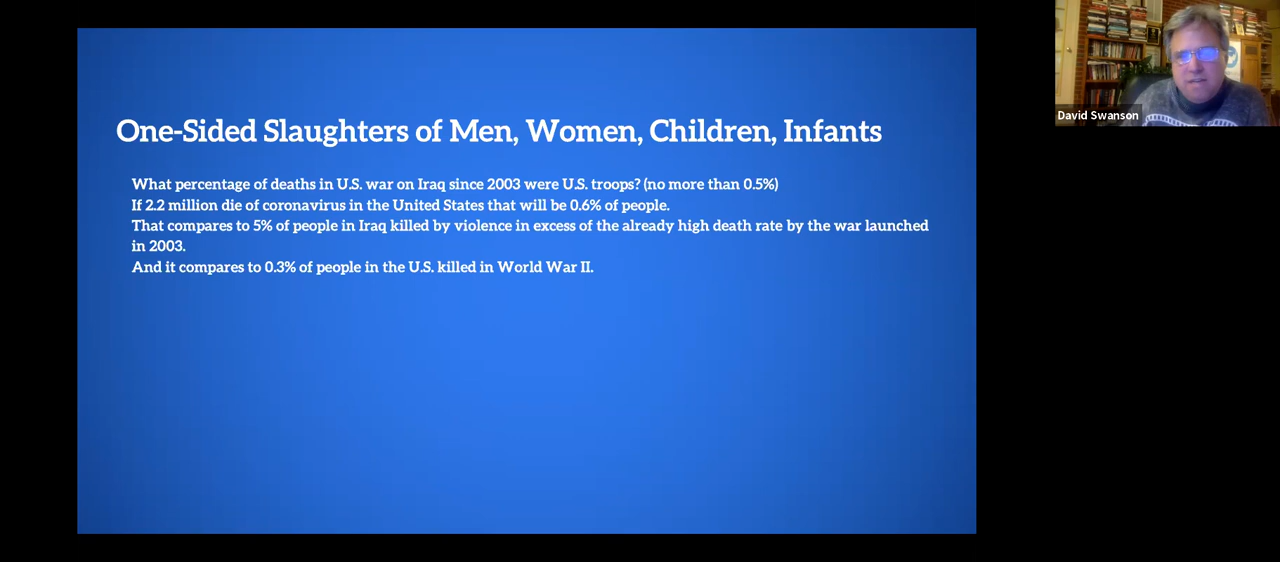 One-Sided Slaughters of Men, Women, Children, Infants
What percentage of deaths in U.S. war on Iraq since 2003 were U.S. troops? (no more than 0.5%)
If 2.2 million die of coronavirus in the United States that will be 0.6% of people.
That compares to 5% of people in Iraq killed by violence in excess of the already high death rate by the war launched
in 2003.
And it compares to 0.3% of people in the U.S. killed in World War II.
David Swanson